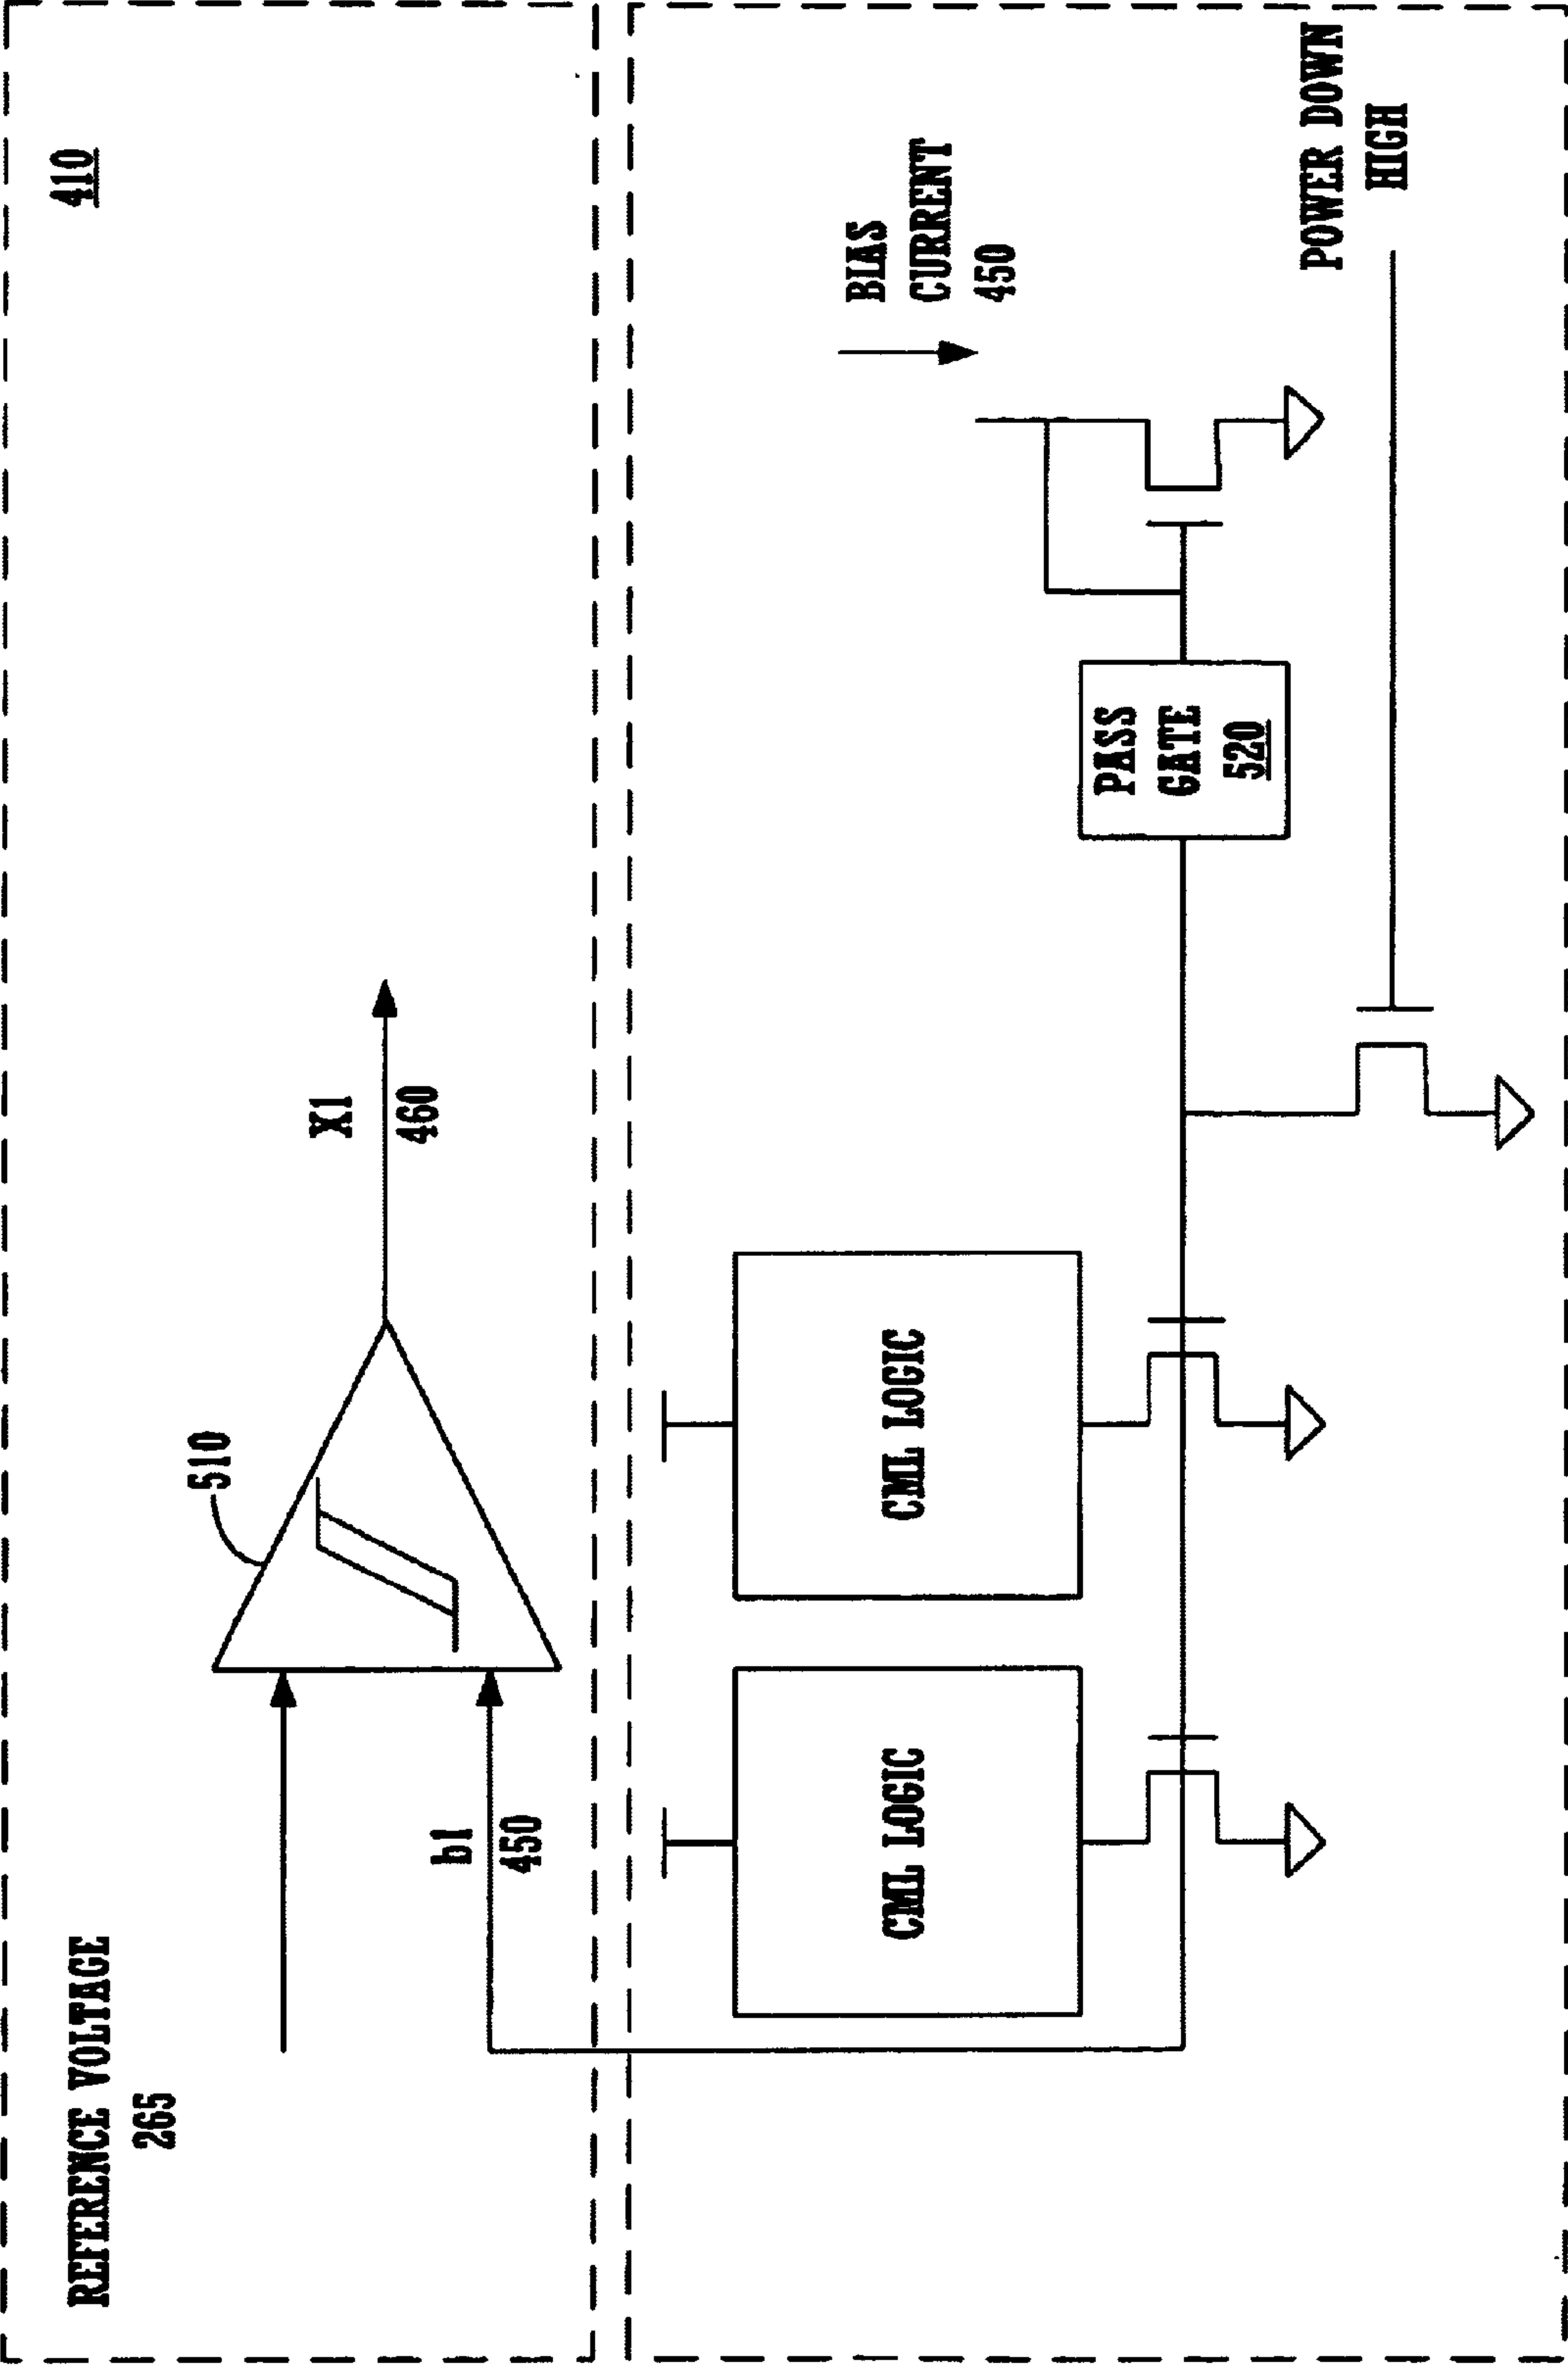 410
REFERENCE VOLTAGE
265
510
X1
460
b1
450
CML LOGIC
CML LOGIC
BIAS
CURRENT
450
PASS
GATE
520
POWER DOWN
HIGH